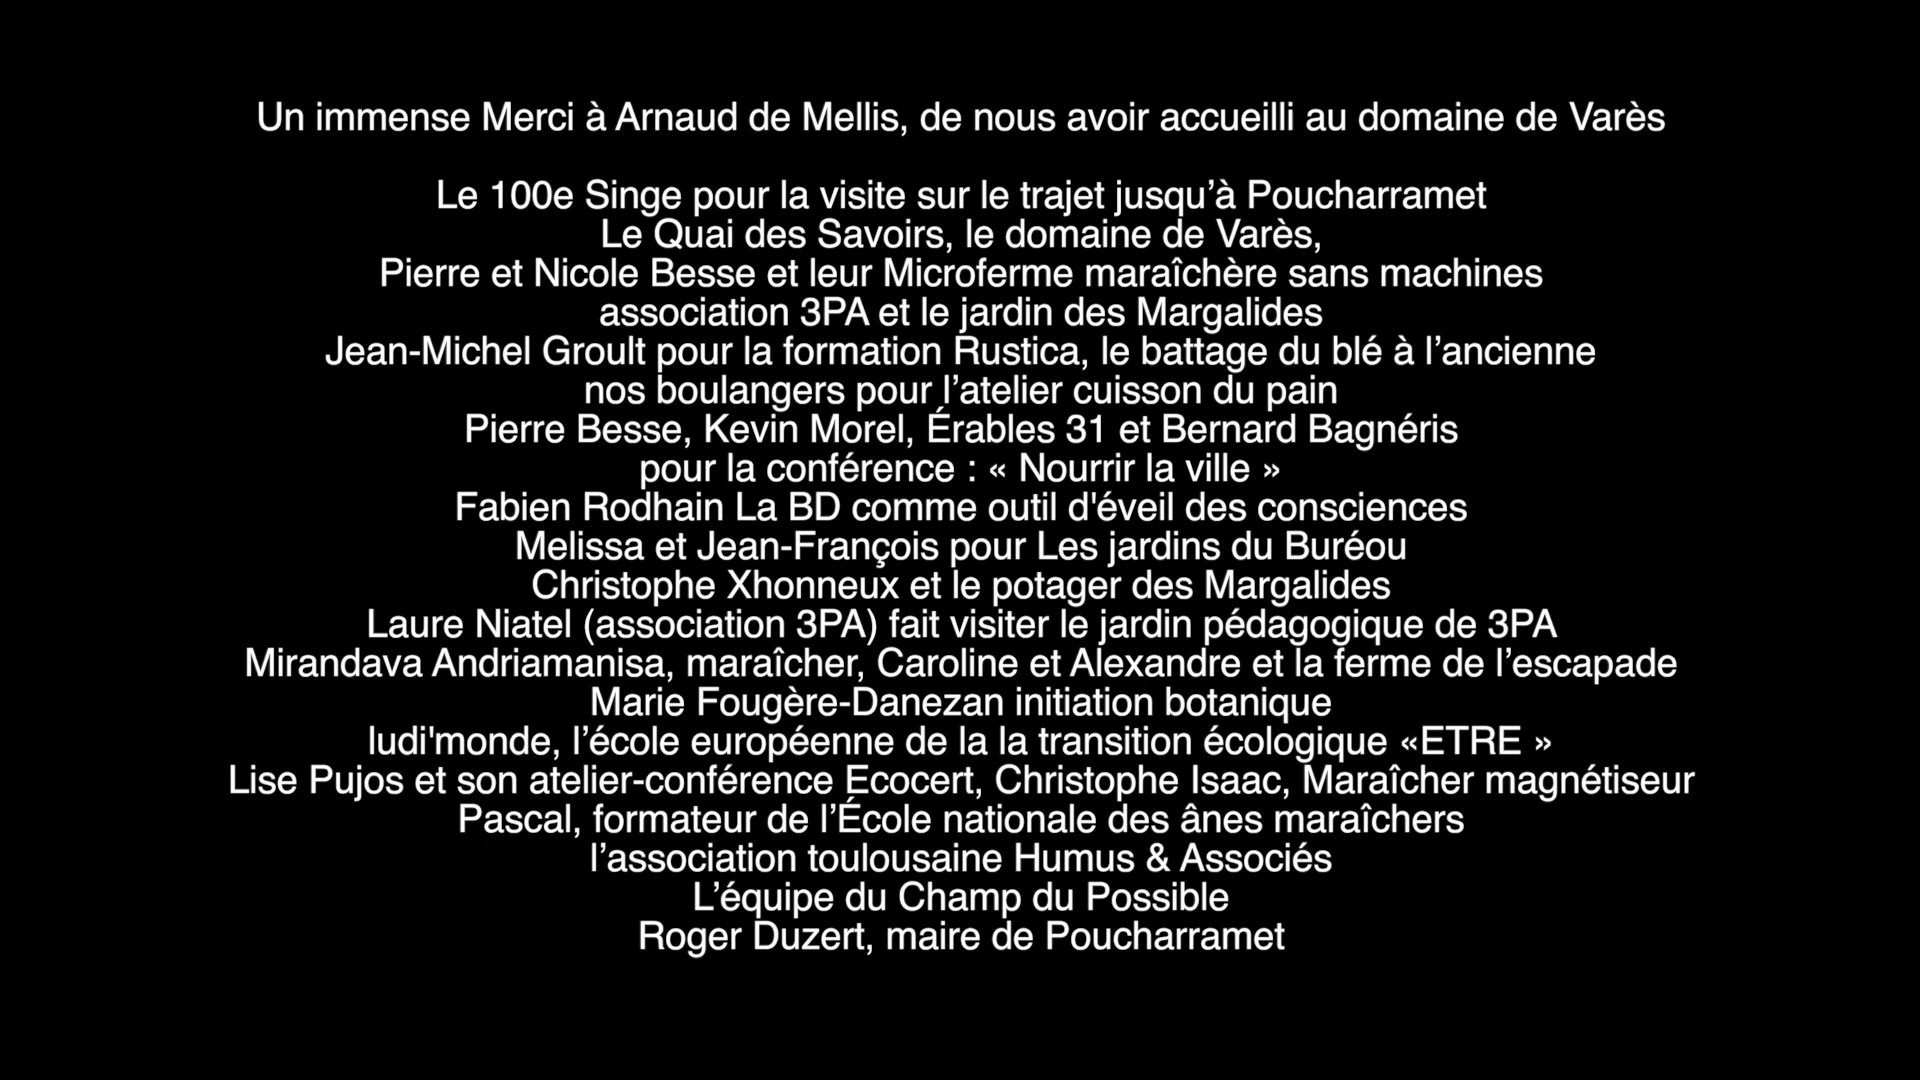 Un immense Merci à Arnaud de Mellis, de nous avoir accueilli au domaine de Varès
Le 100e Singe pour la visite sur le trajet jusqu’à Poucharramet
Le Quai des Savoirs, le domaine de Varès,
Pierre et Nicole Besse et leur Microferme maraîchère sans machines
association 3PA et le jardin des Margalides
Jean-Michel Groult pour la formation Rustica, le battage du blé à l’ancienne
nos boulangers pour l’atelier cuisson du pain
Pierre Besse, Kevin Morel, Érables 31 et Bernard Bagnéris
pour la conférence : « Nourrir la ville »
Fabien Rodhain La BD comme outil d'éveil des consciences
Melissa et Jean-François pour Les jardins du Buréou
Christophe Xhonneux et le potager des Margalides
Laure Niatel (association 3PA) fait visiter le jardin pédagogique de 3PA
Mirandava Andriamanisa, maraîcher, Caroline et Alexandre et la ferme de l’escapade
Marie Fougère-Danezan initiation botanique
ludi'monde, l’école européenne de la la transition écologique «ETRE »
Lise Pujos et son atelier-conférence Ecocert, Christophe Isaac, Maraîcher magnétiseur
Pascal, formateur de l’École nationale des ânes maraîchers
l’association toulousaine Humus & Associés
L’équipe du Champ du Possible
Roger Duzert, maire de Poucharramet